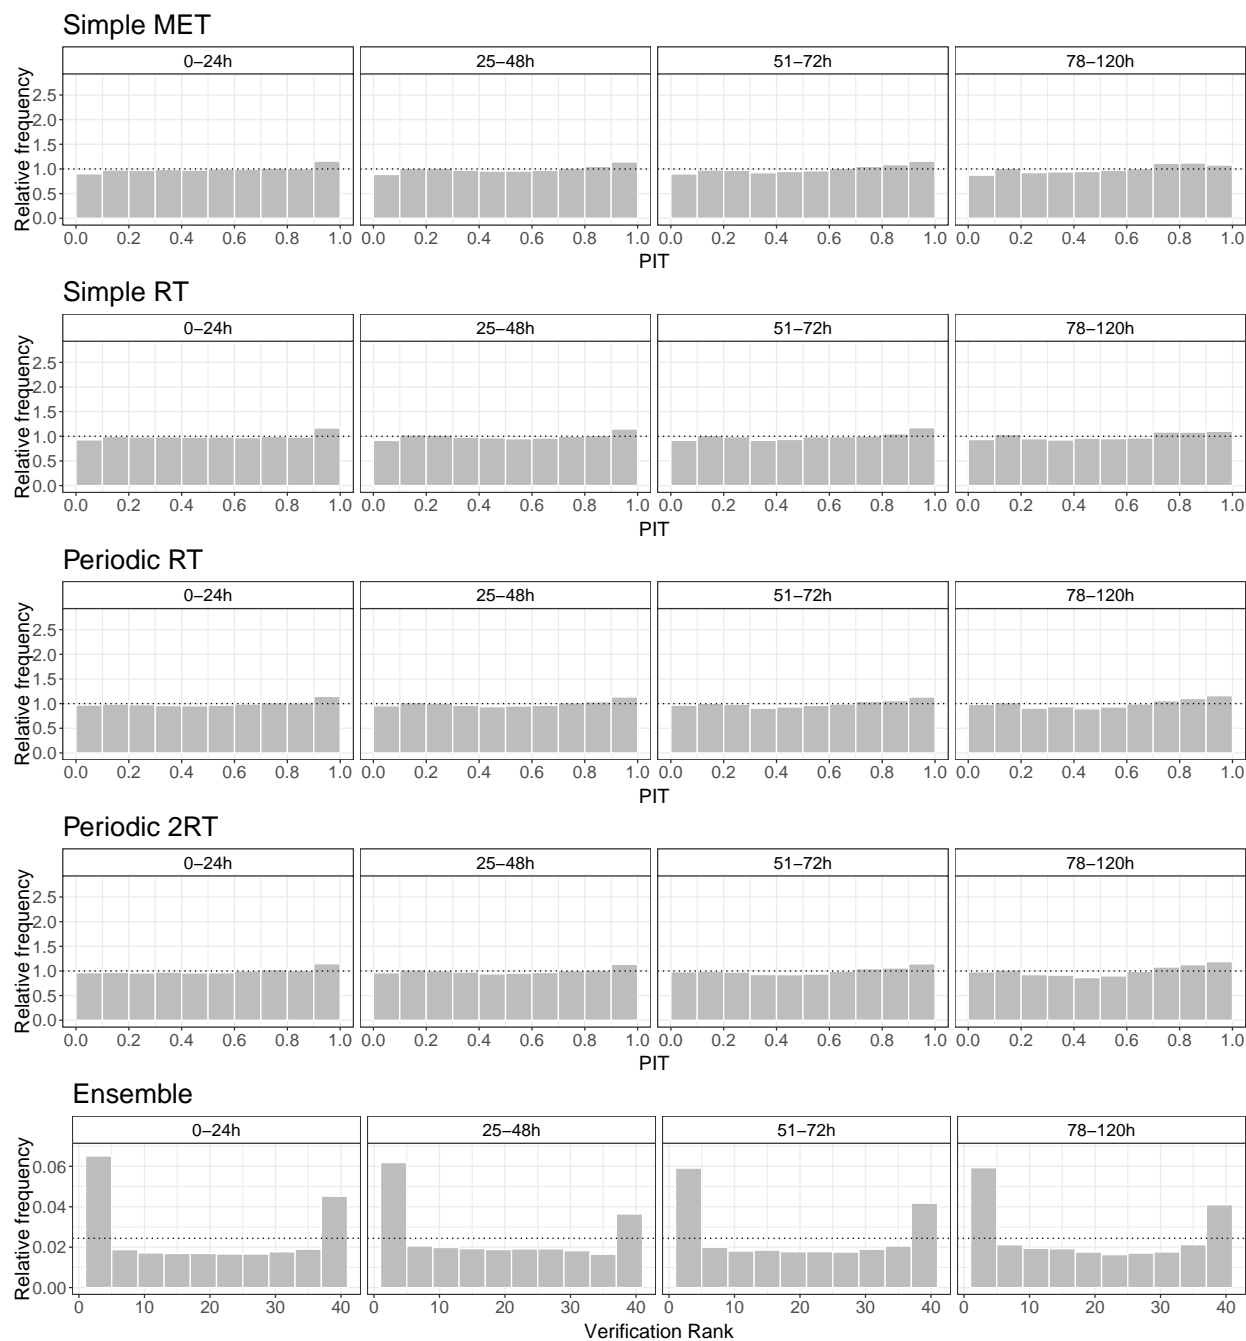 Simple MET
0–24h 25–48h 51–72h 78–120h
Relative frequency
2.5
2.0
1.5
1.0
0.5
0.0
0.0 0.2 0.4 0.6 0.8 1.0 0.0 0.2 0.4 0.6 0.8 1.0 0.0 0.2 0.4 0.6 0.8 1.0 0.0 0.2 0.4 0.6 0.8 1.0
PIT
Simple RT
0–24h 25–48h 51–72h 78–120h
Relative frequency
2.5
2.0
1.5
1.0
0.5
0.0
0.0 0.2 0.4 0.6 0.8 1.0 0.0 0.2 0.4 0.6 0.8 1.0 0.0 0.2 0.4 0.6 0.8 1.0 0.0 0.2 0.4 0.6 0.8 1.0
PIT
Periodic RT
0–24h 25–48h 51–72h 78–120h
Relative frequency
2.5
2.0
1.5
1.0
0.5
0.0
0.0 0.2 0.4 0.6 0.8 1.0 0.0 0.2 0.4 0.6 0.8 1.0 0.0 0.2 0.4 0.6 0.8 1.0 0.0 0.2 0.4 0.6 0.8 1.0
PIT
Periodic 2RT
0–24h 25–48h 51–72h 78–120h
Relative frequency
2.5
2.0
1.5
1.0
0.5
0.0
0.0 0.2 0.4 0.6 0.8 1.0 0.0 0.2 0.4 0.6 0.8 1.0 0.0 0.2 0.4 0.6 0.8 1.0 0.0 0.2 0.4 0.6 0.8 1.0
PIT
Ensemble
0–24h 25–48h 51–72h 78–120h
Relative frequency
0.06
0.04
0.02
0.00
0 10 20 30 40 0 10 20 30 40 0 10 20 30 40 0 10 20 30 40
Verification Rank